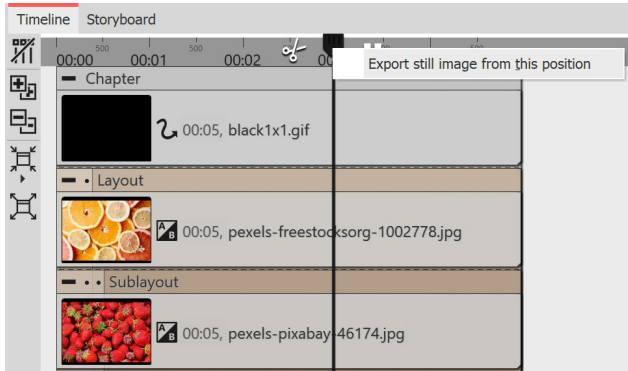 Timeline Storyboard
500 500 500
00:00 00:01 00:02
Export still image from this position
Chapter
00:05, black1x1.gif
Layout
A B 00:05, pexels-freestocksorg-1002778.jpg
Sublayout
A B 00:05, pexels-pixabay-46174.jpg